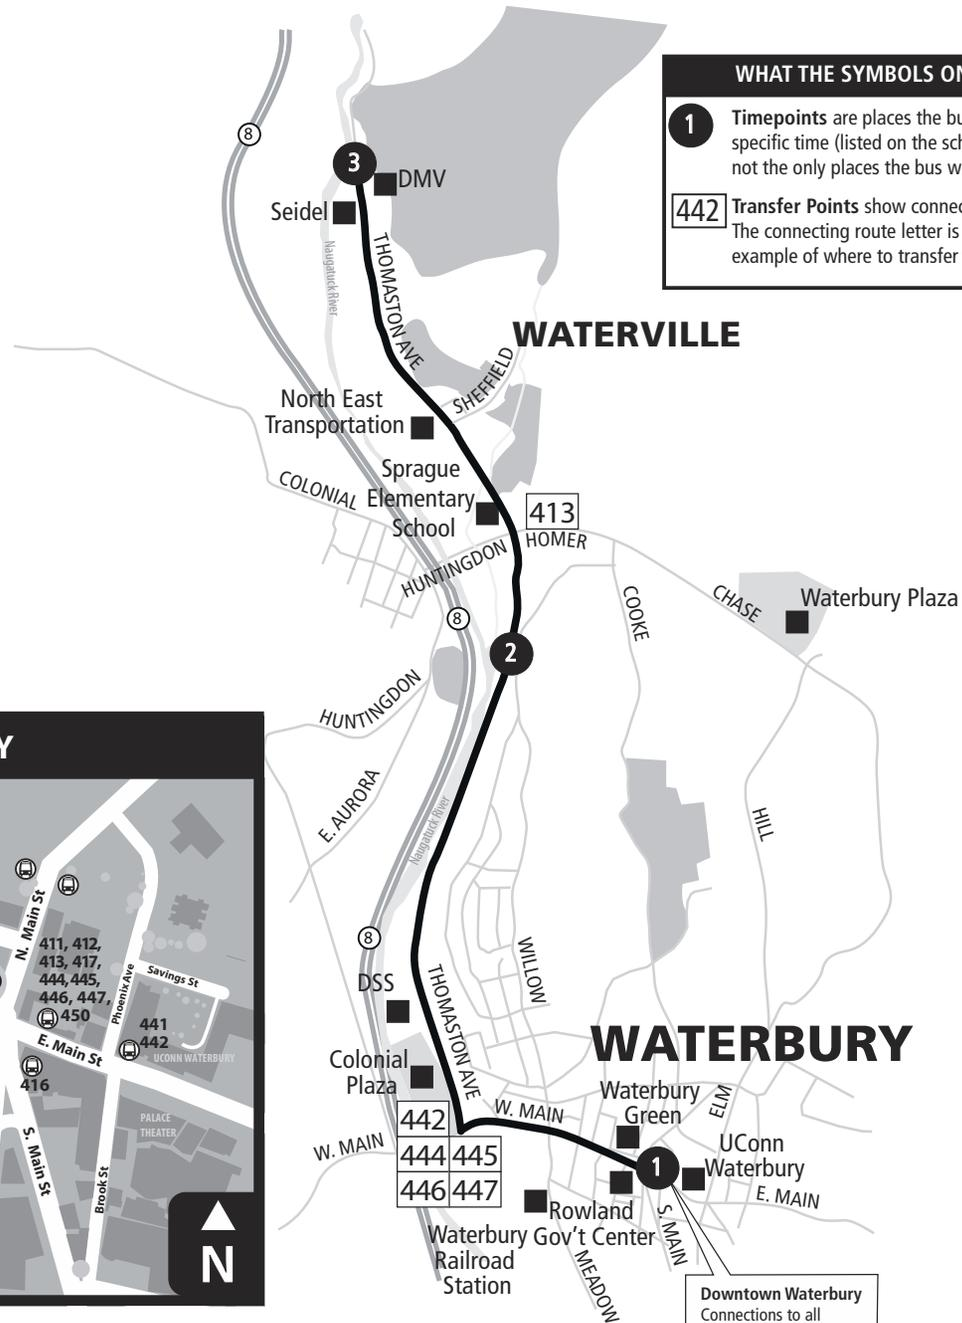 WHAT THE SYMBOLS ON
1
Timepoints are places the bu
specific time (listed on the sch
not the only places the bus w
442
Transfer Points show connec
The connecting route letter is
example of where to transfer
8
3
DMV
Seidel
Naugatuck River
THOMASTON AVE
WATERVILLE
SHEFFIELD
North East
Transportation
Sprague
Elementary
School
COLONIAL
413
HOMER
HUNTINGDON
COOKE
CHASE
Waterbury Plaza
8
2
HUNTINGDON
E. AURORA
Naugatuck River
HILL
8
WILLOW
DSS
THOMASTON AVE
Colonial
Plaza
WATERBURY
Waterbury
Green
ELM
W. MAIN
442
444 445
446 447
W. MAIN
1
UConn
Waterbury
E. MAIN
Rowland
Gov't Center
S. MAIN
Waterbury
Railroad
Station
MEADOW
Downtown Waterbury
Connections to all
Y
N. Main St
411, 412,
413, 417,
444,445,
446, 447,
450
Phoenix Ave
Savings St
441
442
UCONN WATERBURY
E. Main St
416
PALACE
THEATER
S. Main St
Brook St
N